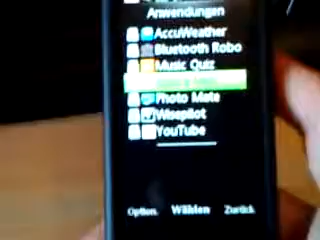 Anwendungen
AccuWeather
Bluetooth Robo
Music Quiz
Photo Mate
Wisepilot
YouTube
Option. Wählen Zurück